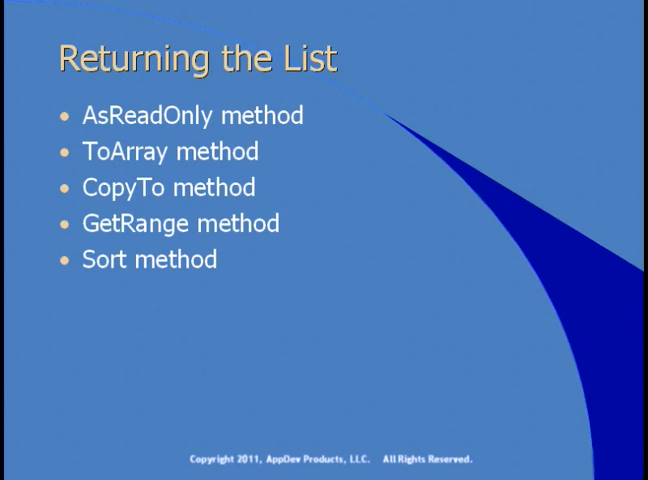 Returning the List
• AsReadOnly method
• ToArray method
• CopyTo method
• GetRange method
• Sort method
Copyright 2011, AppDev Products, LLC. All Rights Reserved.